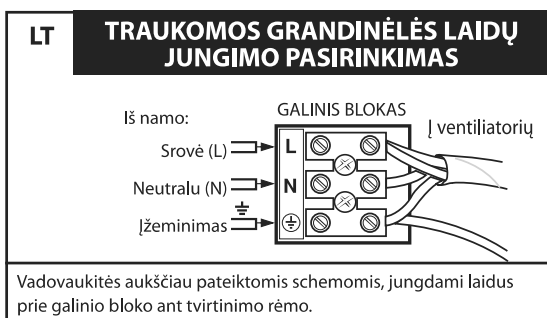 LT
TRAUKOMOS GRANDINĖLĖS LAIDŲ
JUNGIMO PASIRINKIMAS
GALINIS BLOKAS
Iš namo:
Į ventiliatorių
Srovė (L)
L
Neutralu (N)
N
Įžeminimas
Vadovaukitės aukščiau pateiktomis schemomis, jungdami laidus
prie galinio bloko ant tvirtinimo rėmo.